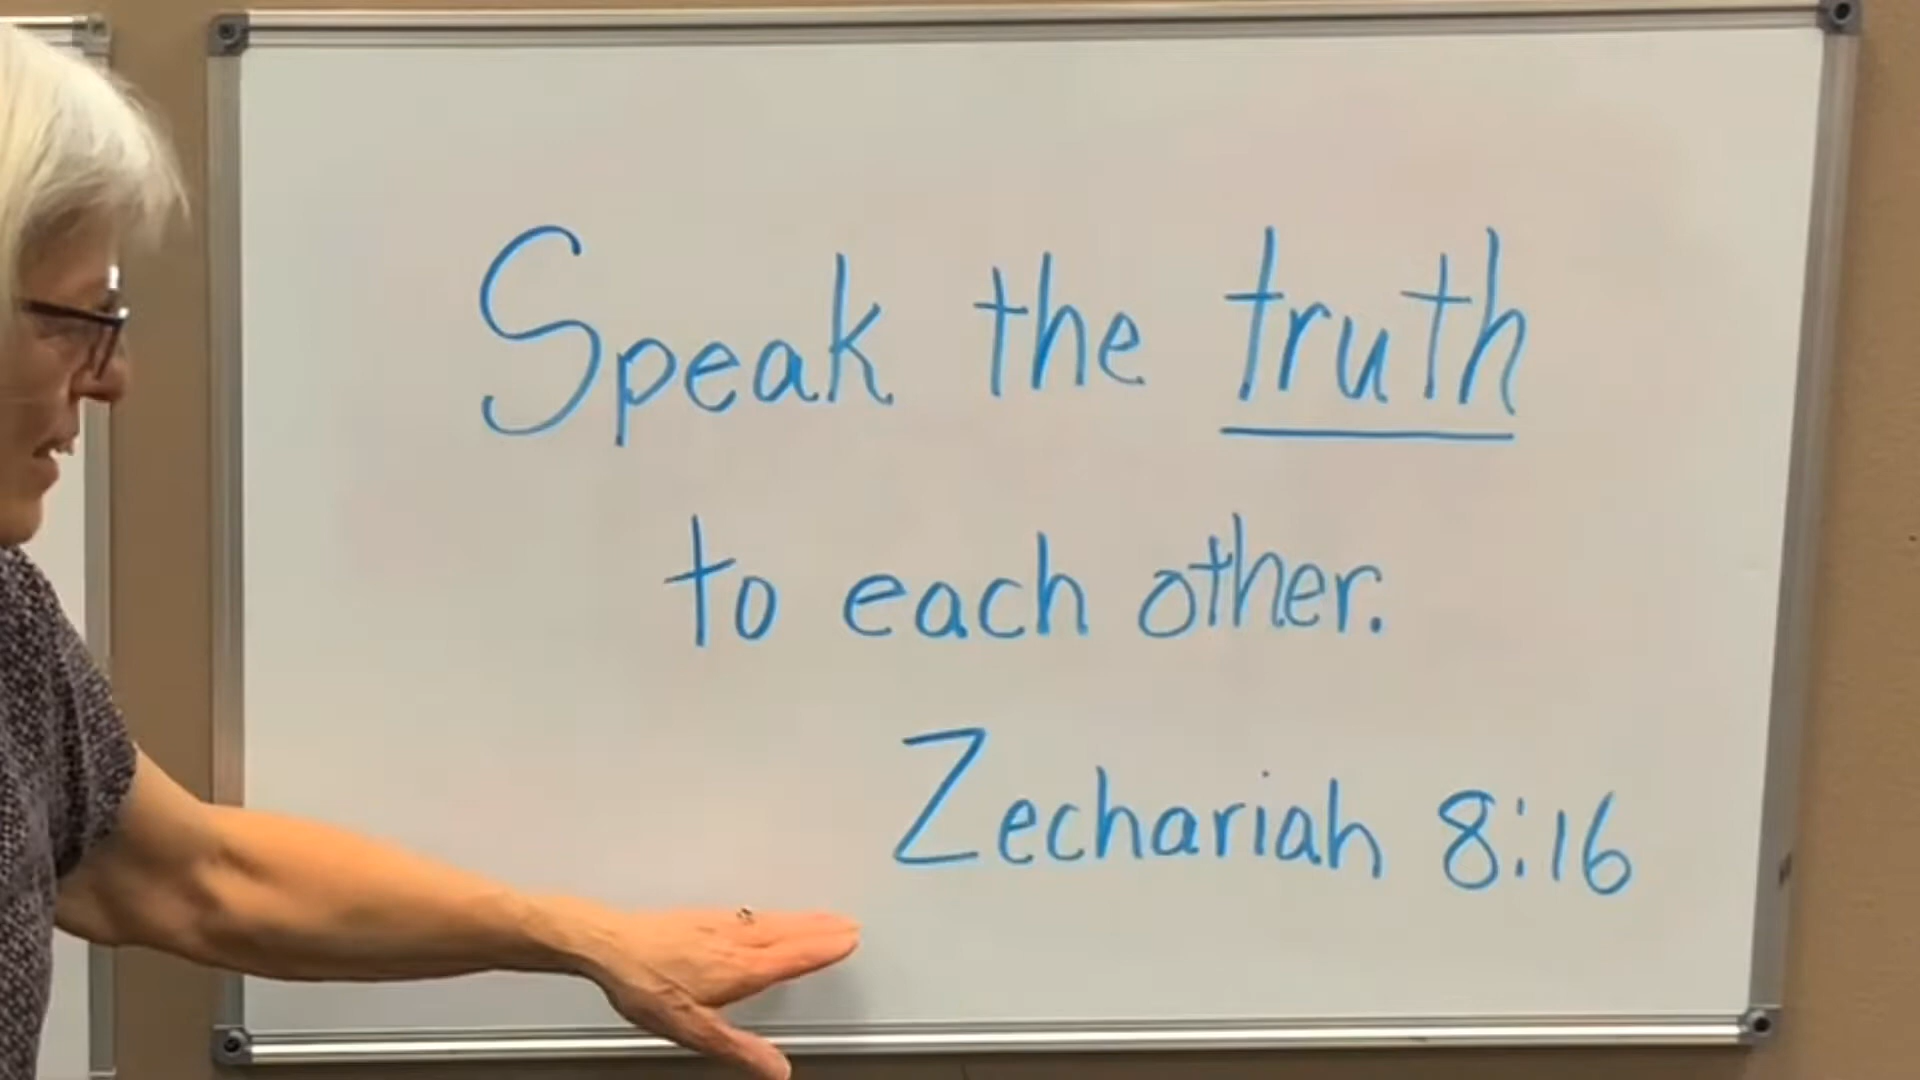 Speak the truth
to each other.
Zechariah 8:16